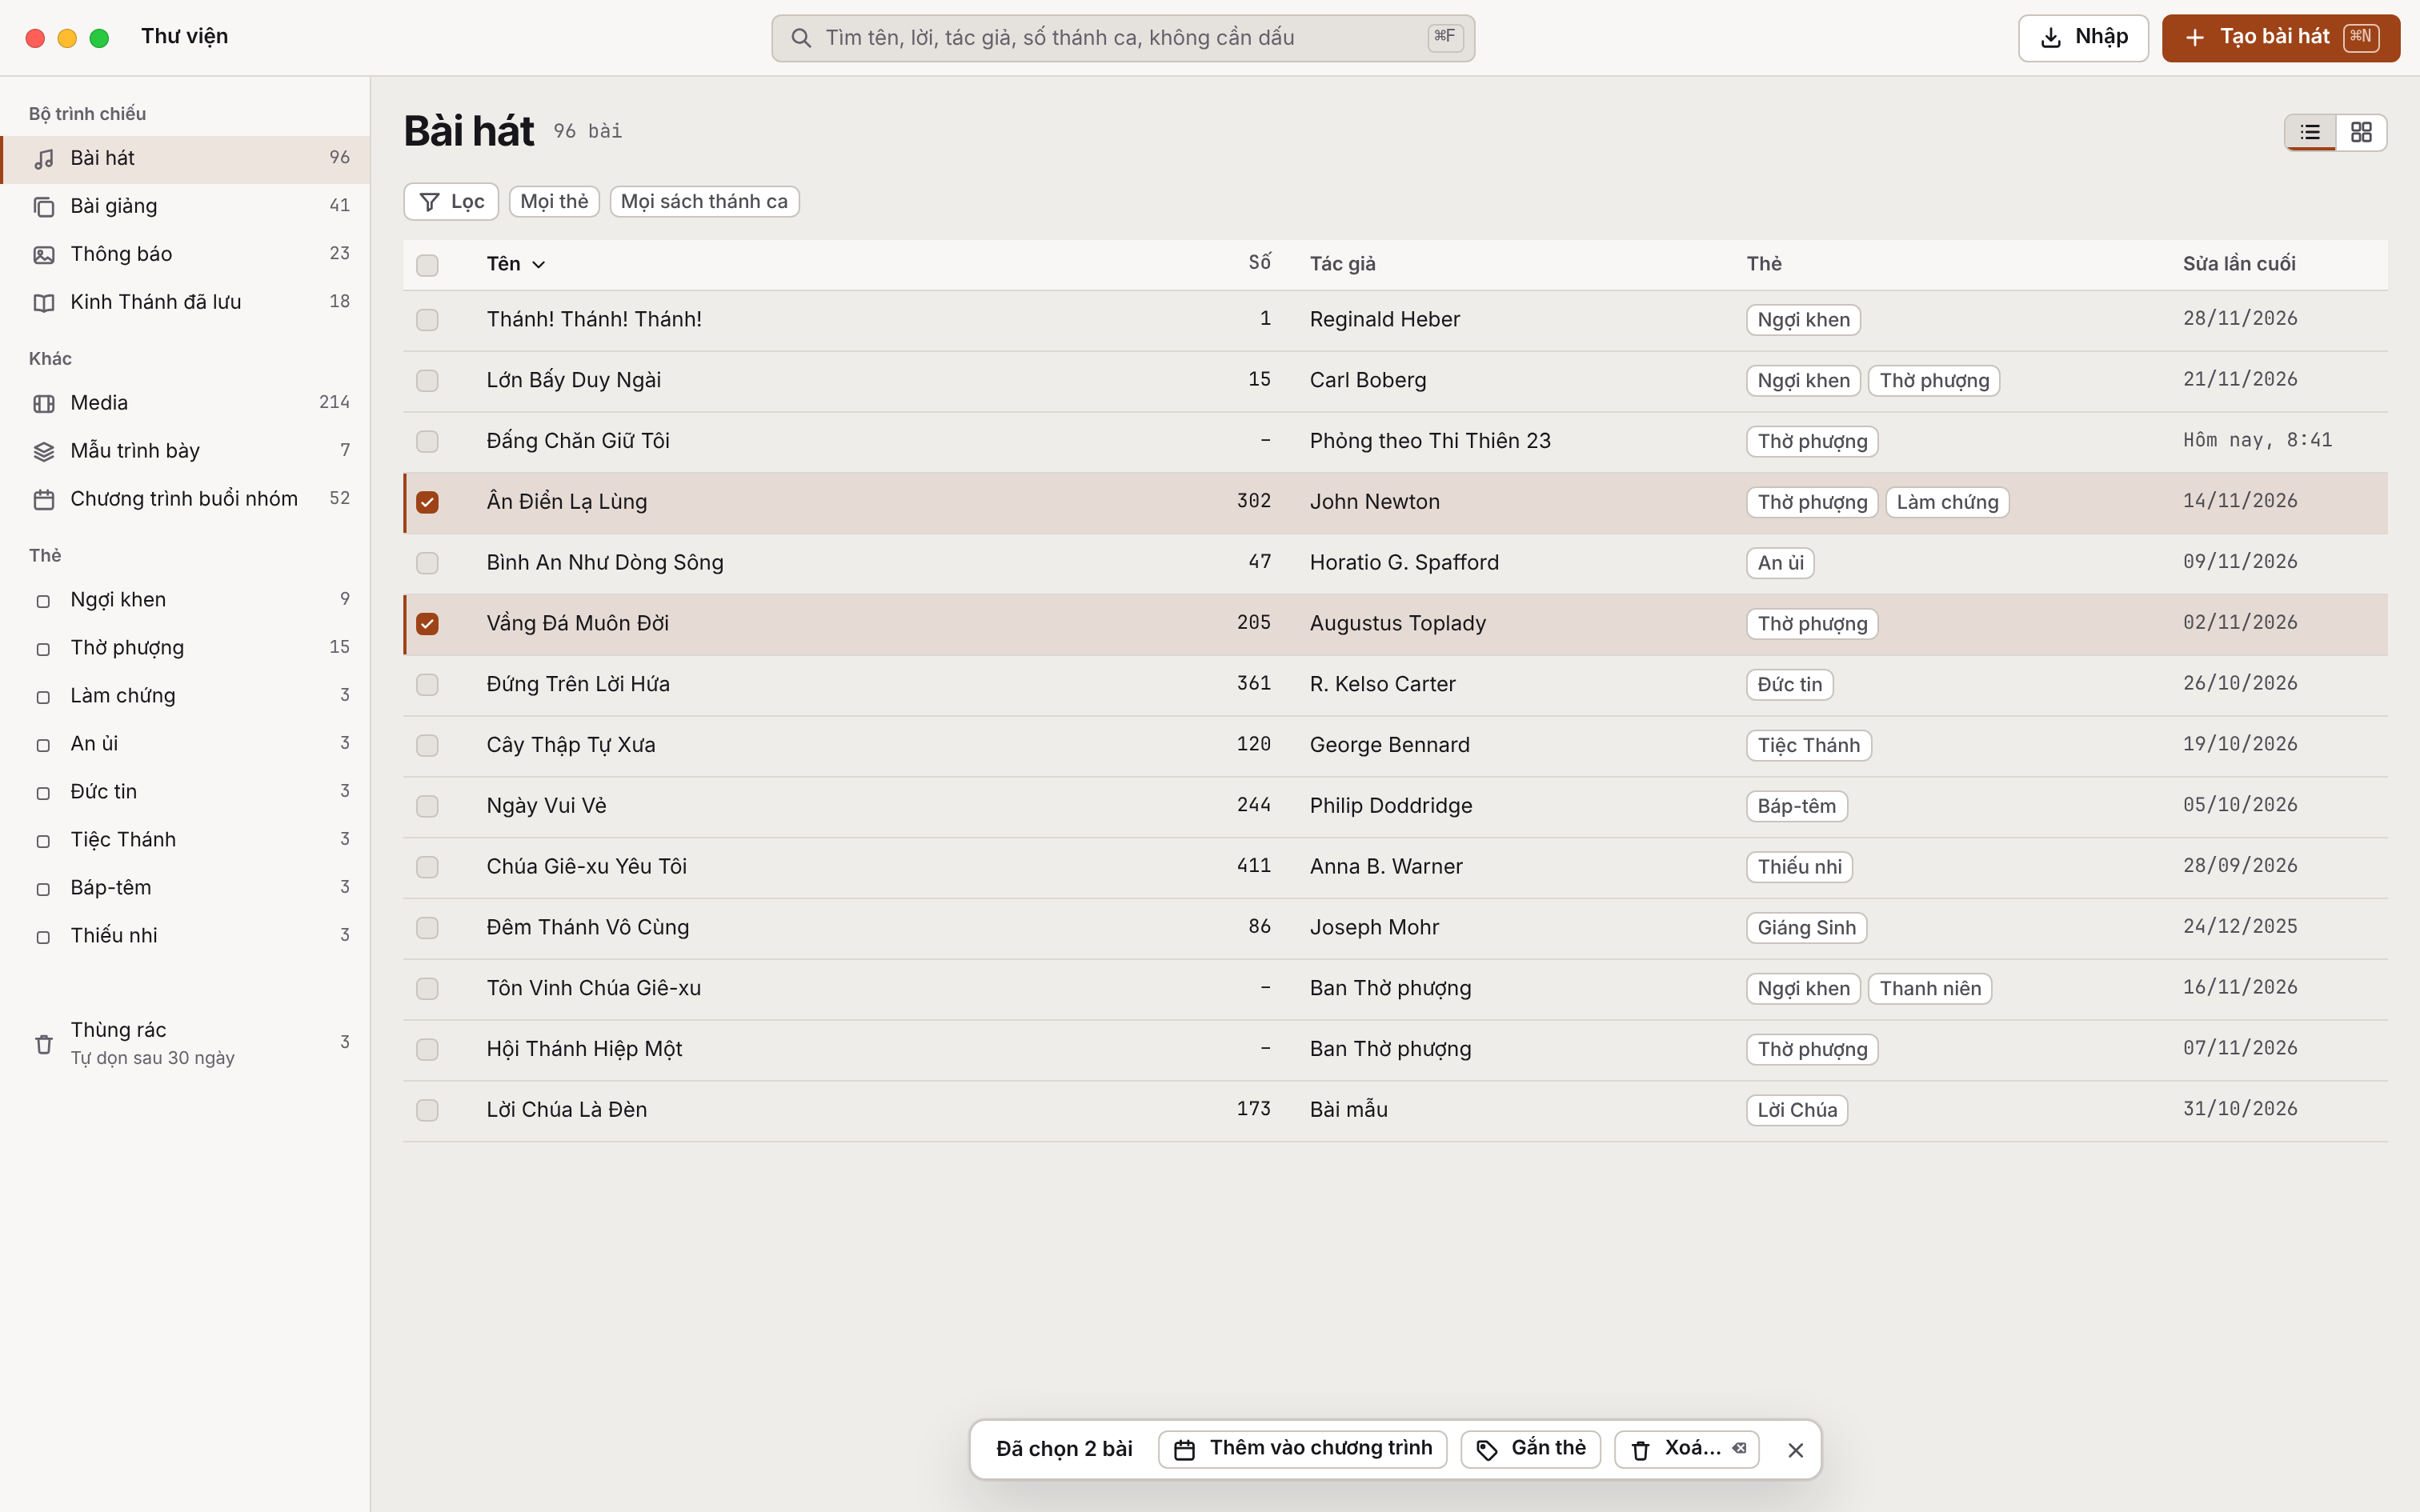 Thư viện
Tìm tên, lời, tác giả, số thánh ca, không cần dấu ⌘F
Nhập
Tạo bài hát ⌘N
Bộ trình chiếu
Bài hát 96
Bài giảng 41
Thông báo 23
Kinh Thánh đã lưu 18
Khác
Media 214
Mẫu trình bày 7
Chương trình buổi nhóm 52
Thẻ
Ngợi khen 9
Thờ phượng 15
Làm chứng 3
An ủi 3
Đức tin 3
Tiệc Thánh 3
Báp-têm 3
Thiếu nhi 3
Thùng rác 3
Tự dọn sau 30 ngày
Bài hát 96 bài
Lọc Mọi thẻ Mọi sách thánh ca
Tên Số Tác giả Thẻ Sửa lần cuối
Thánh! Thánh! Thánh! 1 Reginald Heber Ngợi khen 28/11/2026
Lớn Bấy Duy Ngài 15 Carl Boberg Ngợi khen Thờ phượng 21/11/2026
Đấng Chăn Giữ Tôi – Phỏng theo Thi Thiên 23 Thờ phượng Hôm nay, 8:41
Ân Điển Lạ Lùng 302 John Newton Thờ phượng Làm chứng 14/11/2026
Bình An Như Dòng Sông 47 Horatio G. Spafford An ủi 09/11/2026
Vầng Đá Muôn Đời 205 Augustus Toplady Thờ phượng 02/11/2026
Đứng Trên Lời Hứa 361 R. Kelso Carter Đức tin 26/10/2026
Cây Thập Tự Xưa 120 George Bennard Tiệc Thánh 19/10/2026
Ngày Vui Vẻ 244 Philip Doddridge Báp-têm 05/10/2026
Chúa Giê-xu Yêu Tôi 411 Anna B. Warner Thiếu nhi 28/09/2026
Đêm Thánh Vô Cùng 86 Joseph Mohr Giáng Sinh 24/12/2025
Tôn Vinh Chúa Giê-xu – Ban Thờ phượng Ngợi khen Thanh niên 16/11/2026
Hội Thánh Hiệp Một – Ban Thờ phượng Thờ phượng 07/11/2026
Lời Chúa Là Đèn 173 Bài mẫu Lời Chúa 31/10/2026
Đã chọn 2 bài Thêm vào chương trình Gắn thẻ Xoá... ⌫